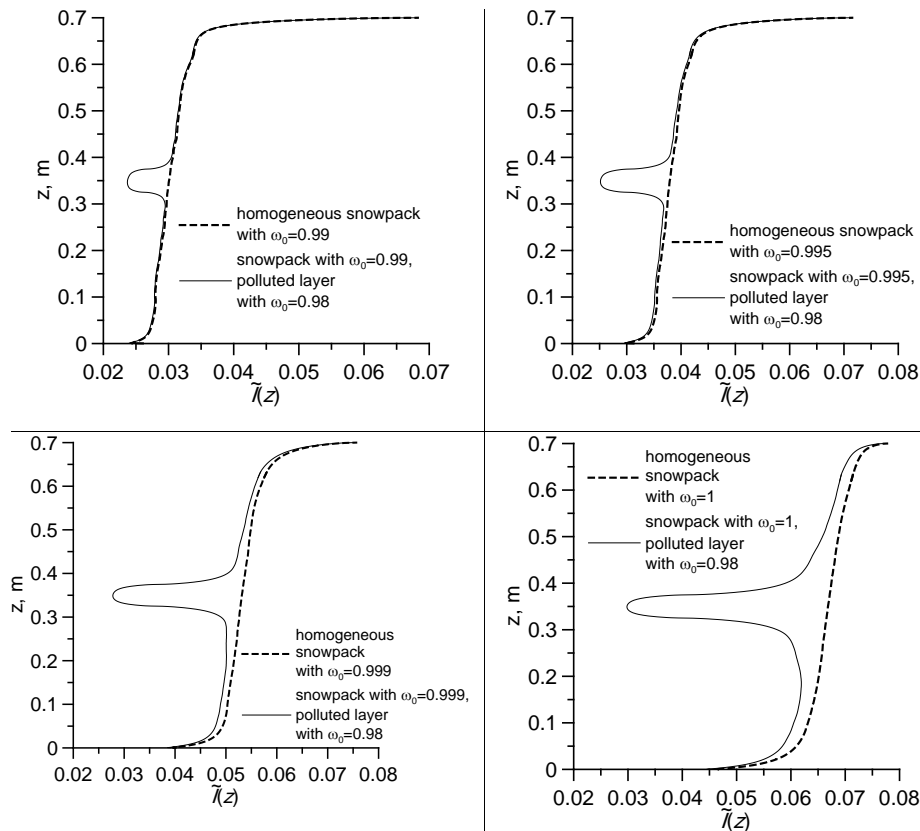 0.7
0.6
0.5
0.4
0.3
0.2
0.1
0
z, m
homogeneous snowpack
with ω₀=0.99
snowpack with ω₀=0.99,
polluted layer
with ω₀=0.98
0.02 0.03 0.04 0.05 0.06 0.07
Ĩ(z)
0.7
0.6
0.5
0.4
0.3
0.2
0.1
0
z, m
homogeneous snowpack
with ω₀=0.995
snowpack with ω₀=0.995,
polluted layer
with ω₀=0.98
0.02 0.03 0.04 0.05 0.06 0.07 0.08
Ĩ(z)
0.7
0.6
0.5
0.4
0.3
0.2
0.1
0
z, m
homogeneous
snowpack
with ω₀=0.999
snowpack with ω₀=0.999,
polluted layer
with ω₀=0.98
0.02 0.03 0.04 0.05 0.06 0.07 0.08
Ĩ(z)
0.7
0.6
0.5
0.4
0.3
0.2
0.1
0
z, m
homogeneous
snowpack
with ω₀=1
snowpack with ω₀=1,
polluted layer
with ω₀=0.98
0.02 0.03 0.04 0.05 0.06 0.07 0.08
Ĩ(z)